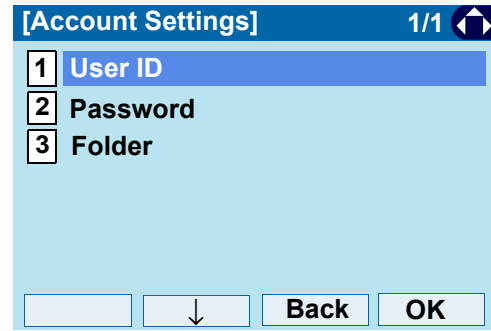 [Account Settings] 1/1
1 User ID
2 Password
3 Folder
↓ Back OK